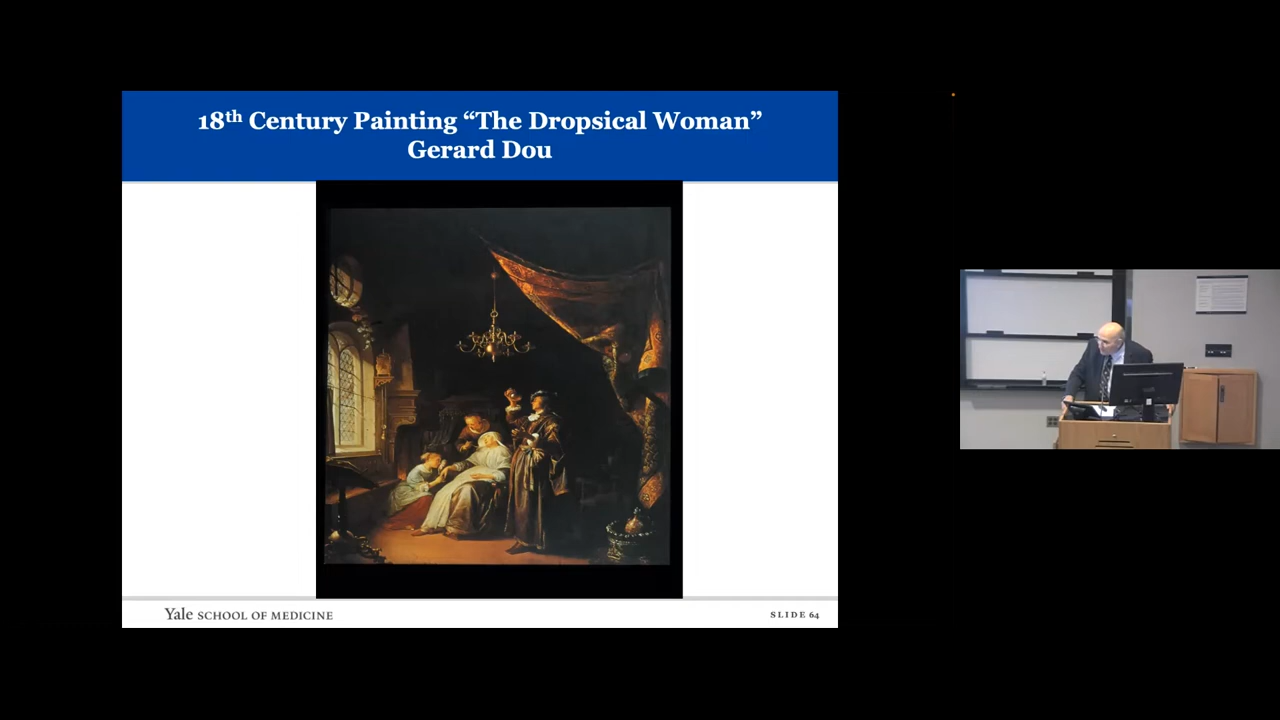 18th Century Painting “The Dropsical Woman”
Gerard Dou
Yale SCHOOL OF MEDICINE
SLIDE 64